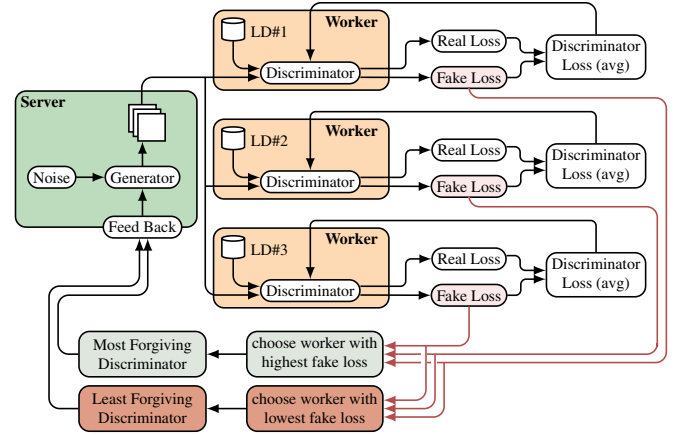 LD#1
Worker
Discriminator
Real Loss
Fake Loss
Discriminator
Loss (avg)
Server
Noise
Generator
Feed Back
LD#2
Worker
Discriminator
Real Loss
Fake Loss
Discriminator
Loss (avg)
LD#3
Worker
Discriminator
Real Loss
Fake Loss
Discriminator
Loss (avg)
Most Forgiving
Discriminator
choose worker with
highest fake loss
Least Forgiving
Discriminator
choose worker with
lowest fake loss